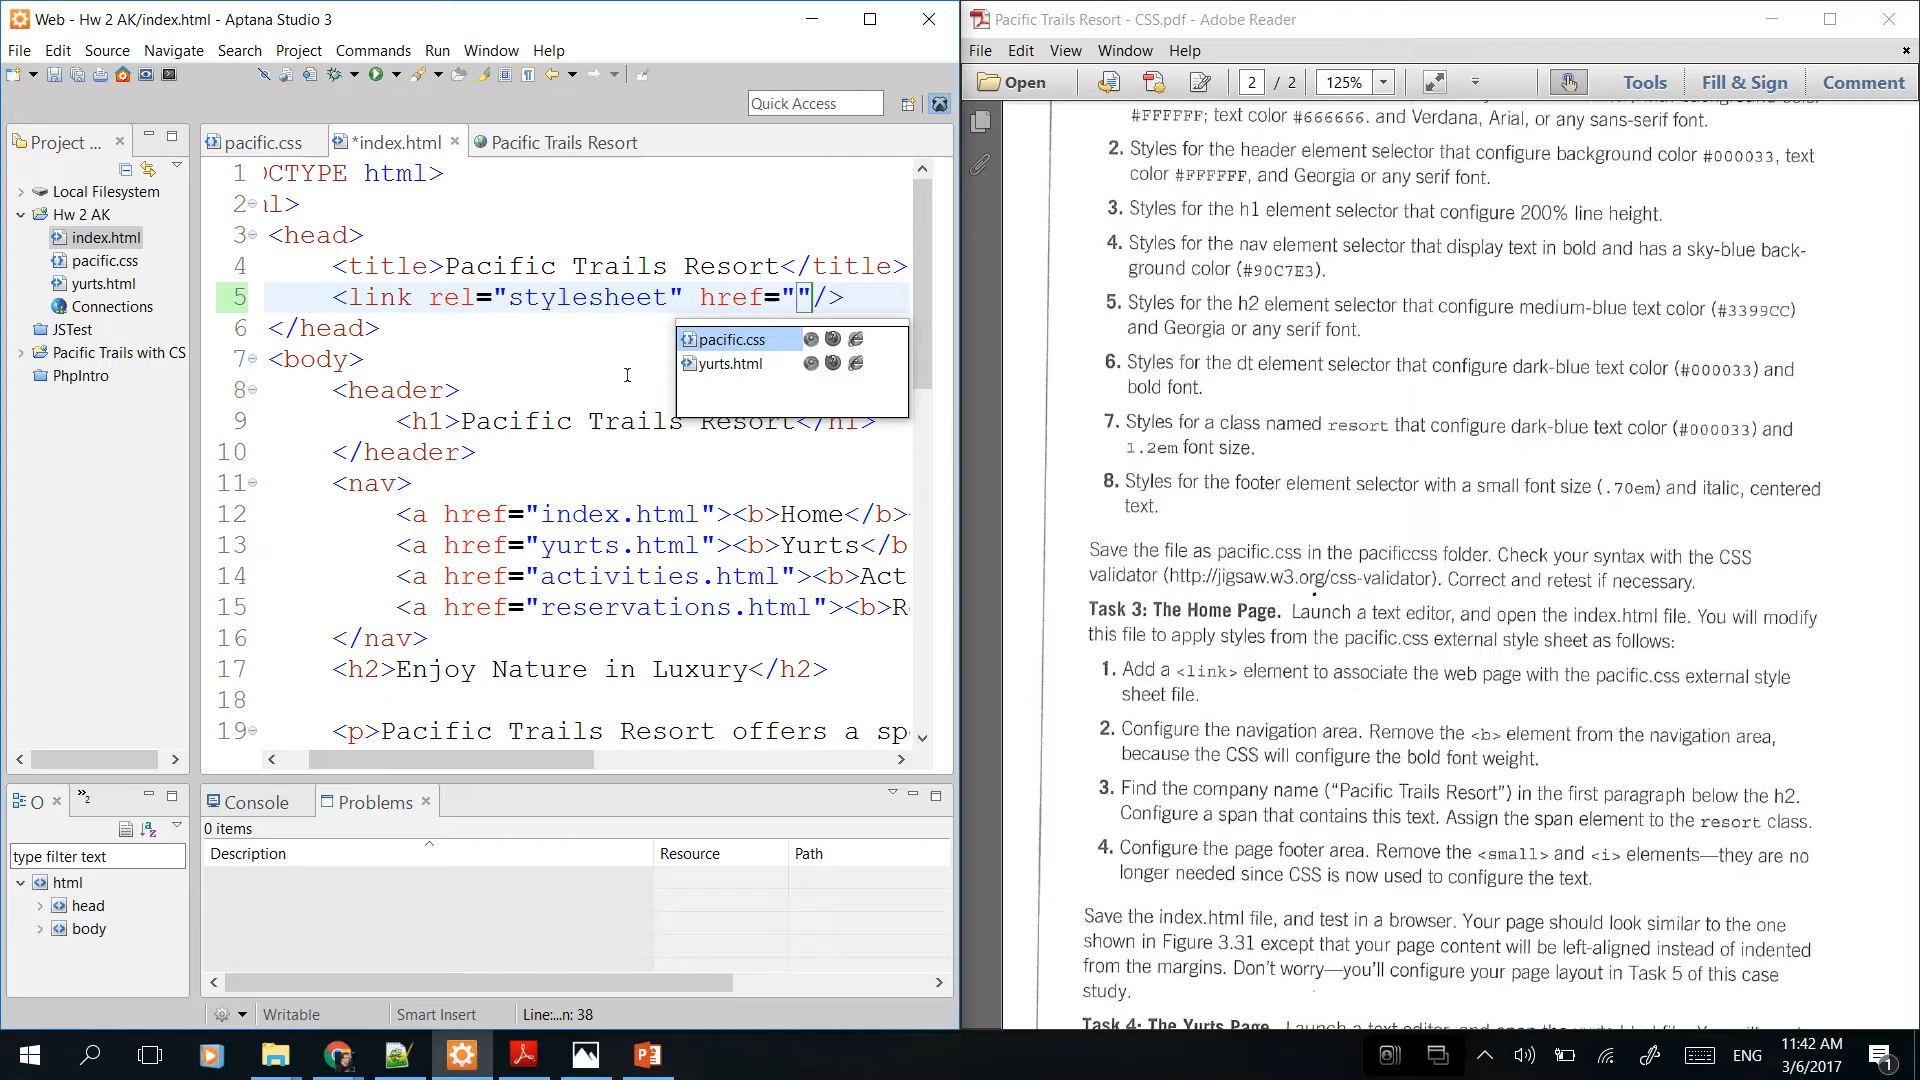 Web - Hw 2 AK/index.html - Aptana Studio 3
File Edit Source Navigate Search Project Commands Run Window Help
Quick Access
Project ...
Local Filesystem
Hw 2 AK
index.html
pacific.css
yurts.html
Connections
JSTest
Pacific Trails with CS
PhpIntro
pacific.css
*index.html
Pacific Trails Resort
1 OCTYPE html>
2 ml>
3 <head>
4 <title>Pacific Trails Resort</title>
5 <link rel="stylesheet" href=""/>
6 </head>
7 <body>
8 <header>
9 <h1>Pacific Trails Resort</h1>
10 </header>
11 <nav>
12 <a href="index.html"><b>Home</b>
13 <a href="yurts.html"><b>Yurts</b
14 <a href="activities.html"><b>Act
15 <a href="reservations.html"><b>R
16 </nav>
17 <h2>Enjoy Nature in Luxury</h2>
18
19 <p>Pacific Trails Resort offers a sp
pacific.css
yurts.html
O
2
type filter text
html
head
body
Console
Problems
0 items
Description Resource Path
Writable Smart Insert Line:...n: 38
Pacific Trails Resort - CSS.pdf - Adobe Reader
File Edit View Window Help
Open 2 / 2 125% Tools Fill & Sign Comment
#FFFFFF; text color #666666. and Verdana, Arial, or any sans-serif font.
2. Styles for the header element selector that configure background color #000033, text
color #FFFFFF, and Georgia or any serif font.
3. Styles for the h1 element selector that configure 200% line height.
4. Styles for the nav element selector that display text in bold and has a sky-blue back-
ground color (#90C7E3).
5. Styles for the h2 element selector that configure medium-blue text color (#3399CC)
and Georgia or any serif font.
6. Styles for the dt element selector that configure dark-blue text color (#000033) and
bold font.
7. Styles for a class named resort that configure dark-blue text color (#000033) and
1.2em font size.
8. Styles for the footer element selector with a small font size (.70em) and italic, centered
text.
Save the file as pacific.css in the pacificcss folder. Check your syntax with the CSS
validator (http://jigsaw.w3.org/css-validator). Correct and retest if necessary.
Task 3: The Home Page. Launch a text editor, and open the index.html file. You will modify
this file to apply styles from the pacific.css external style sheet as follows:
1. Add a <link> element to associate the web page with the pacific.css external style
sheet file.
2. Configure the navigation area. Remove the <b> element from the navigation area,
because the CSS will configure the bold font weight.
3. Find the company name ("Pacific Trails Resort") in the first paragraph below the h2.
Configure a span that contains this text. Assign the span element to the resort class.
4. Configure the page footer area. Remove the <small> and <i> elements—they are no
longer needed since CSS is now used to configure the text.
Save the index.html file, and test in a browser. Your page should look similar to the one
shown in Figure 3.31 except that your page content will be left-aligned instead of indented
from the margins. Don't worry—you'll configure your page layout in Task 5 of this case
study.
Task 4: The Yurts Page.
ENG
11:42 AM
3/6/2017
1